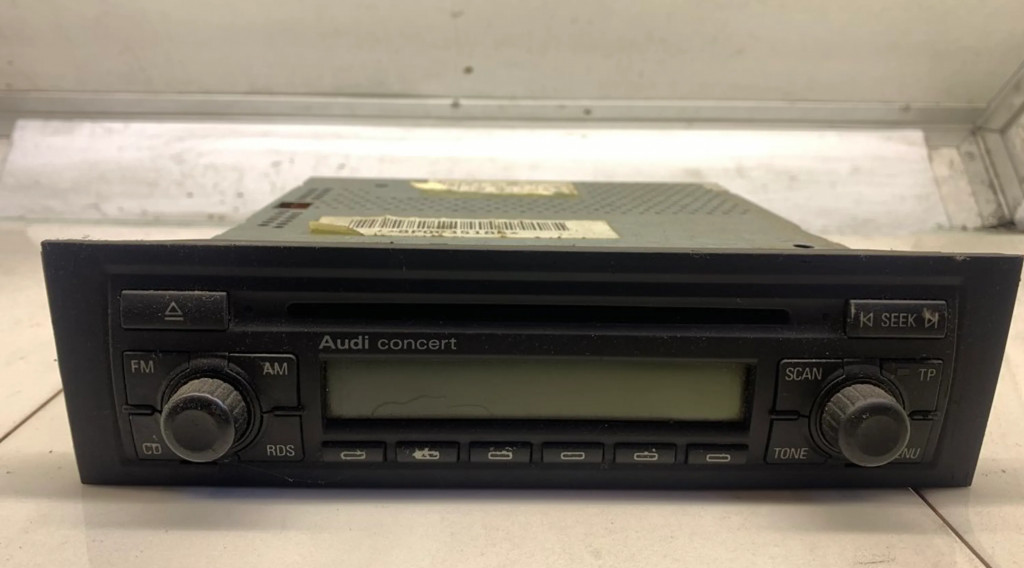 SEEK
Audi concert
FM
AM
SCAN
TP
CD
RDS
TONE